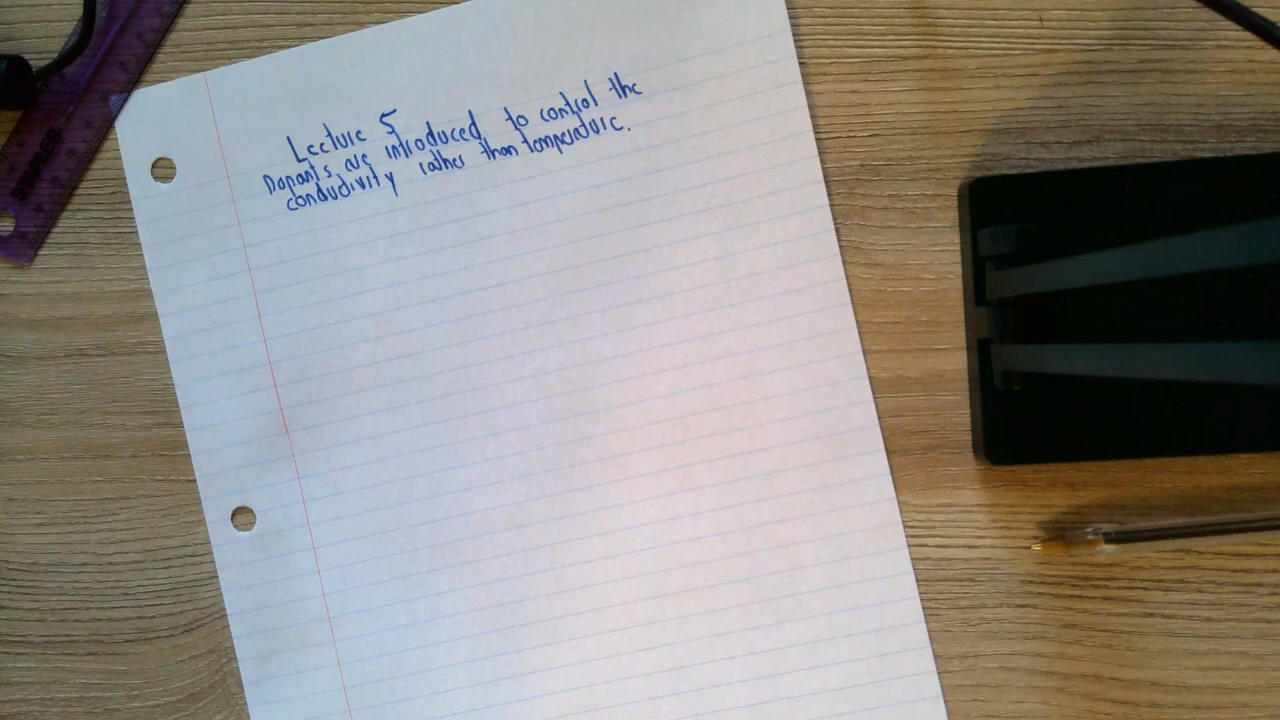 Lecture 5
Dopants are introduced to control the
conductivity rather than temperature.